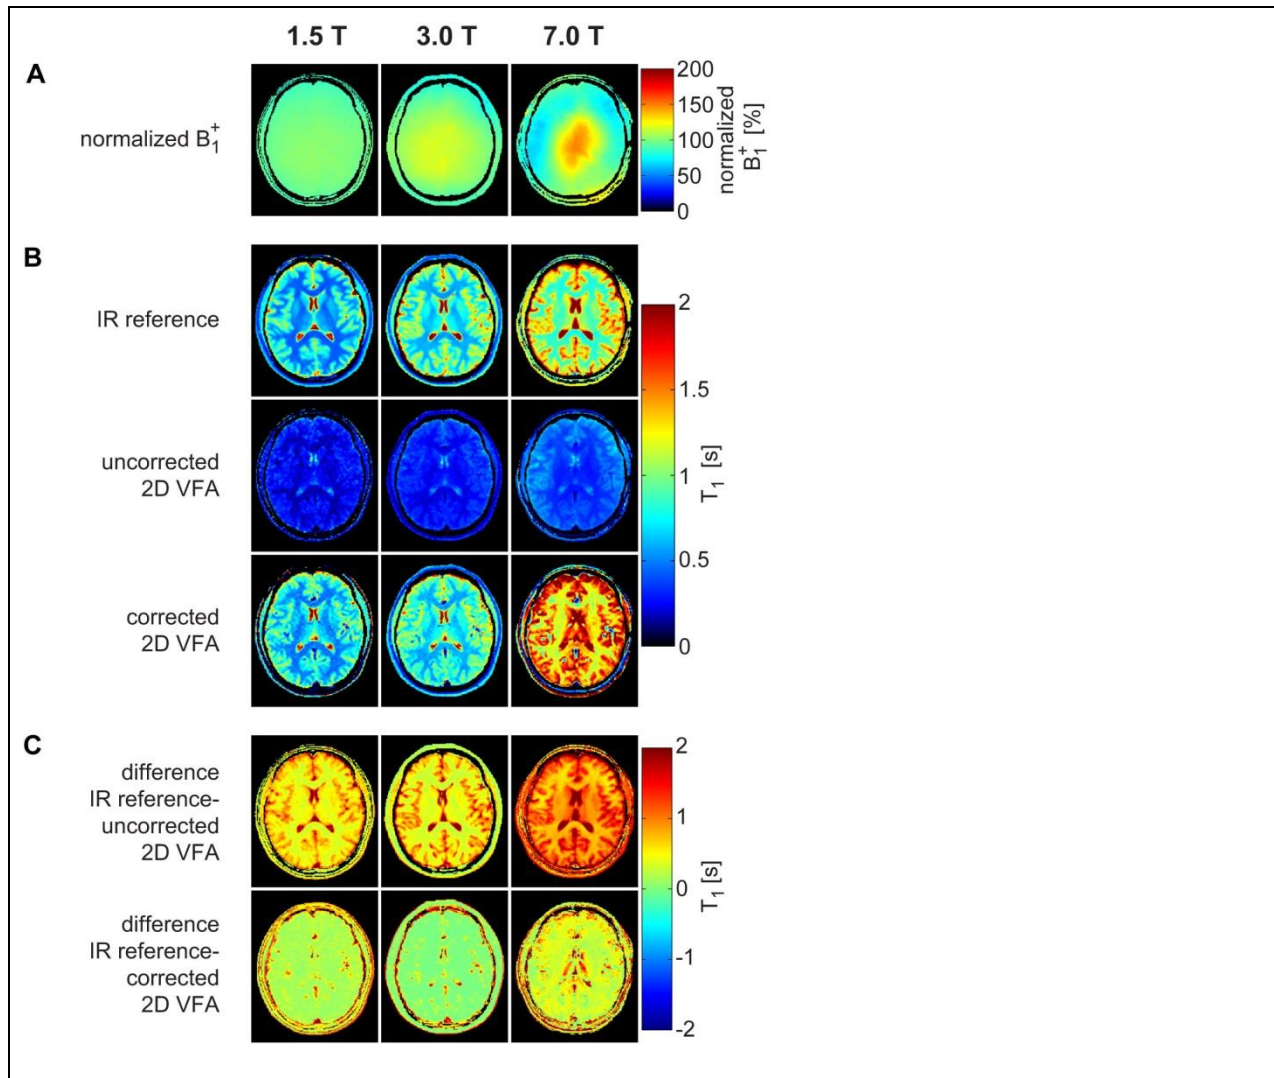 1.5 T 3.0 T 7.0 T
A
normalized B₁⁺
200
150
100
50
0
normalized
B₁⁺ [%]
B
IR reference
uncorrected
2D VFA
corrected
2D VFA
2
1.5
1
0.5
0
T₁ [s]
C
difference
IR reference-
uncorrected
2D VFA
difference
IR reference-
corrected
2D VFA
2
1
0
-1
-2
T₁ [s]